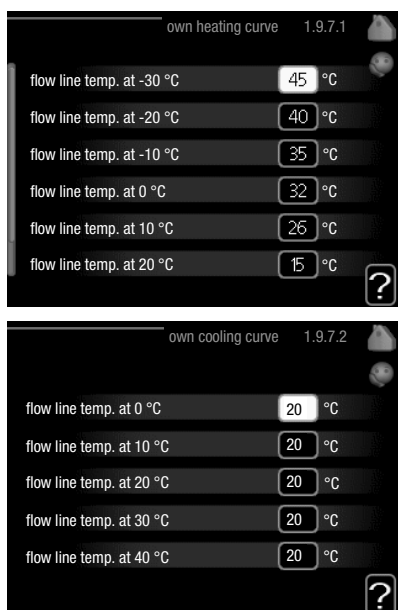 own heating curve 1.9.7.1
flow line temp. at -30 °C 45 °C
flow line temp. at -20 °C 40 °C
flow line temp. at -10 °C 35 °C
flow line temp. at 0 °C 32 °C
flow line temp. at 10 °C 26 °C
flow line temp. at 20 °C 15 °C
?
own cooling curve 1.9.7.2
flow line temp. at 0 °C 20 °C
flow line temp. at 10 °C 20 °C
flow line temp. at 20 °C 20 °C
flow line temp. at 30 °C 20 °C
flow line temp. at 40 °C 20 °C
?